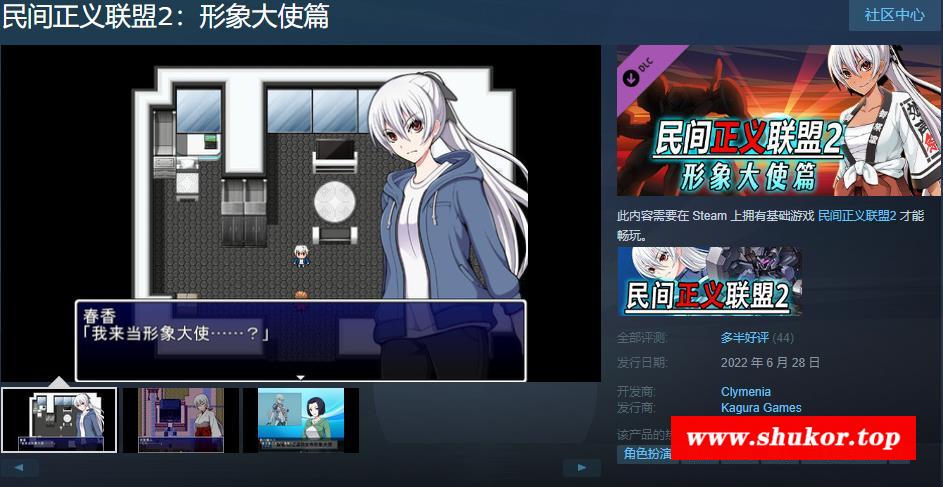 民间正义联盟2：形象大使篇
社区中心
DLC
民间正义联盟2
形象大使篇
春香
「我来当形象大使……？」
此内容需要在 Steam 上拥有基础游戏 民间正义联盟2 才能
畅玩。
民间正义联盟2
全部评测: 多半好评 (44)
发行日期: 2022 年 6 月 28 日
开发商: Clymenia
发行商: Kagura Games
该产品的
www.shukor.top
角色扮演